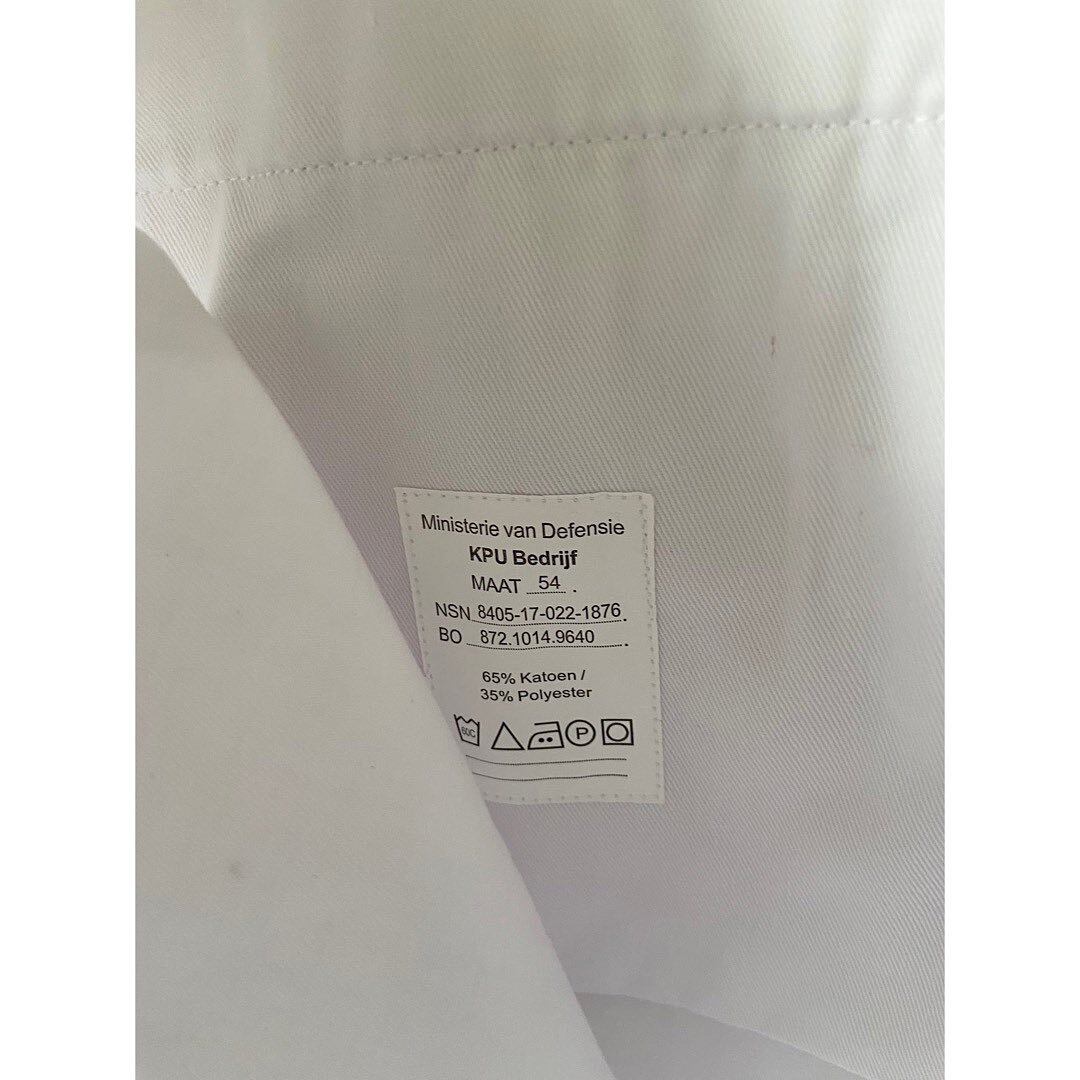 Ministerie van Defensie
KPU Bedrijf
MAAT 54 .
NSN 8405-17-022-1876.
BO 872.1014.9640 .
65% Katoen /
35% Polyester
60C P